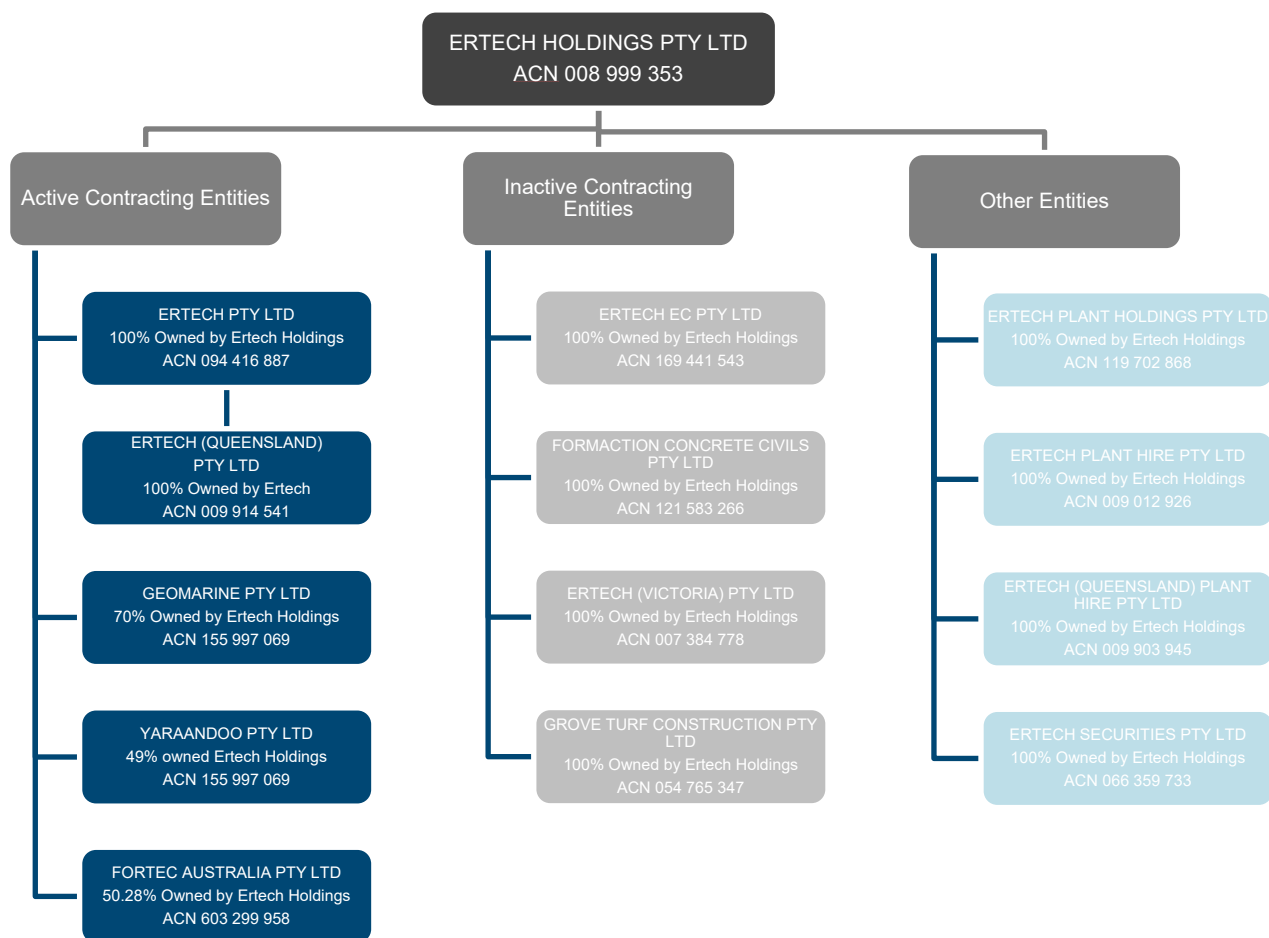 ERTECH HOLDINGS PTY LTD
ACN 008 999 353
Active Contracting Entities
ERTECH PTY LTD
100% Owned by Ertech Holdings
ACN 094 416 887
ERTECH (QUEENSLAND)
PTY LTD
100% Owned by Ertech
ACN 009 914 541
GEOMARINE PTY LTD
70% Owned by Ertech Holdings
ACN 155 997 069
YARAANDOO PTY LTD
49% owned Ertech Holdings
ACN 155 997 069
FORTEC AUSTRALIA PTY LTD
50.28% Owned by Ertech Holdings
ACN 603 299 958
Inactive Contracting
Entities
ERTECH EC PTY LTD
100% Owned by Ertech Holdings
ACN 169 441 543
FORMACTION CONCRETE CIVILS
PTY LTD
100% Owned by Ertech Holdings
ACN 121 583 266
ERTECH (VICTORIA) PTY LTD
100% Owned by Ertech Holdings
ACN 007 384 778
GROVE TURF CONSTRUCTION PTY
LTD
100% Owned by Ertech Holdings
ACN 054 765 347
Other Entities
ERTECH PLANT HOLDINGS PTY LTD
100% Owned by Ertech Holdings
ACN 119 702 868
ERTECH PLANT HIRE PTY LTD
100% Owned by Ertech Holdings
ACN 009 012 926
ERTECH (QUEENSLAND) PLANT
HIRE PTY LTD
100% Owned by Ertech Holdings
ACN 009 903 945
ERTECH SECURITIES PTY LTD
100% Owned by Ertech Holdings
ACN 066 359 733